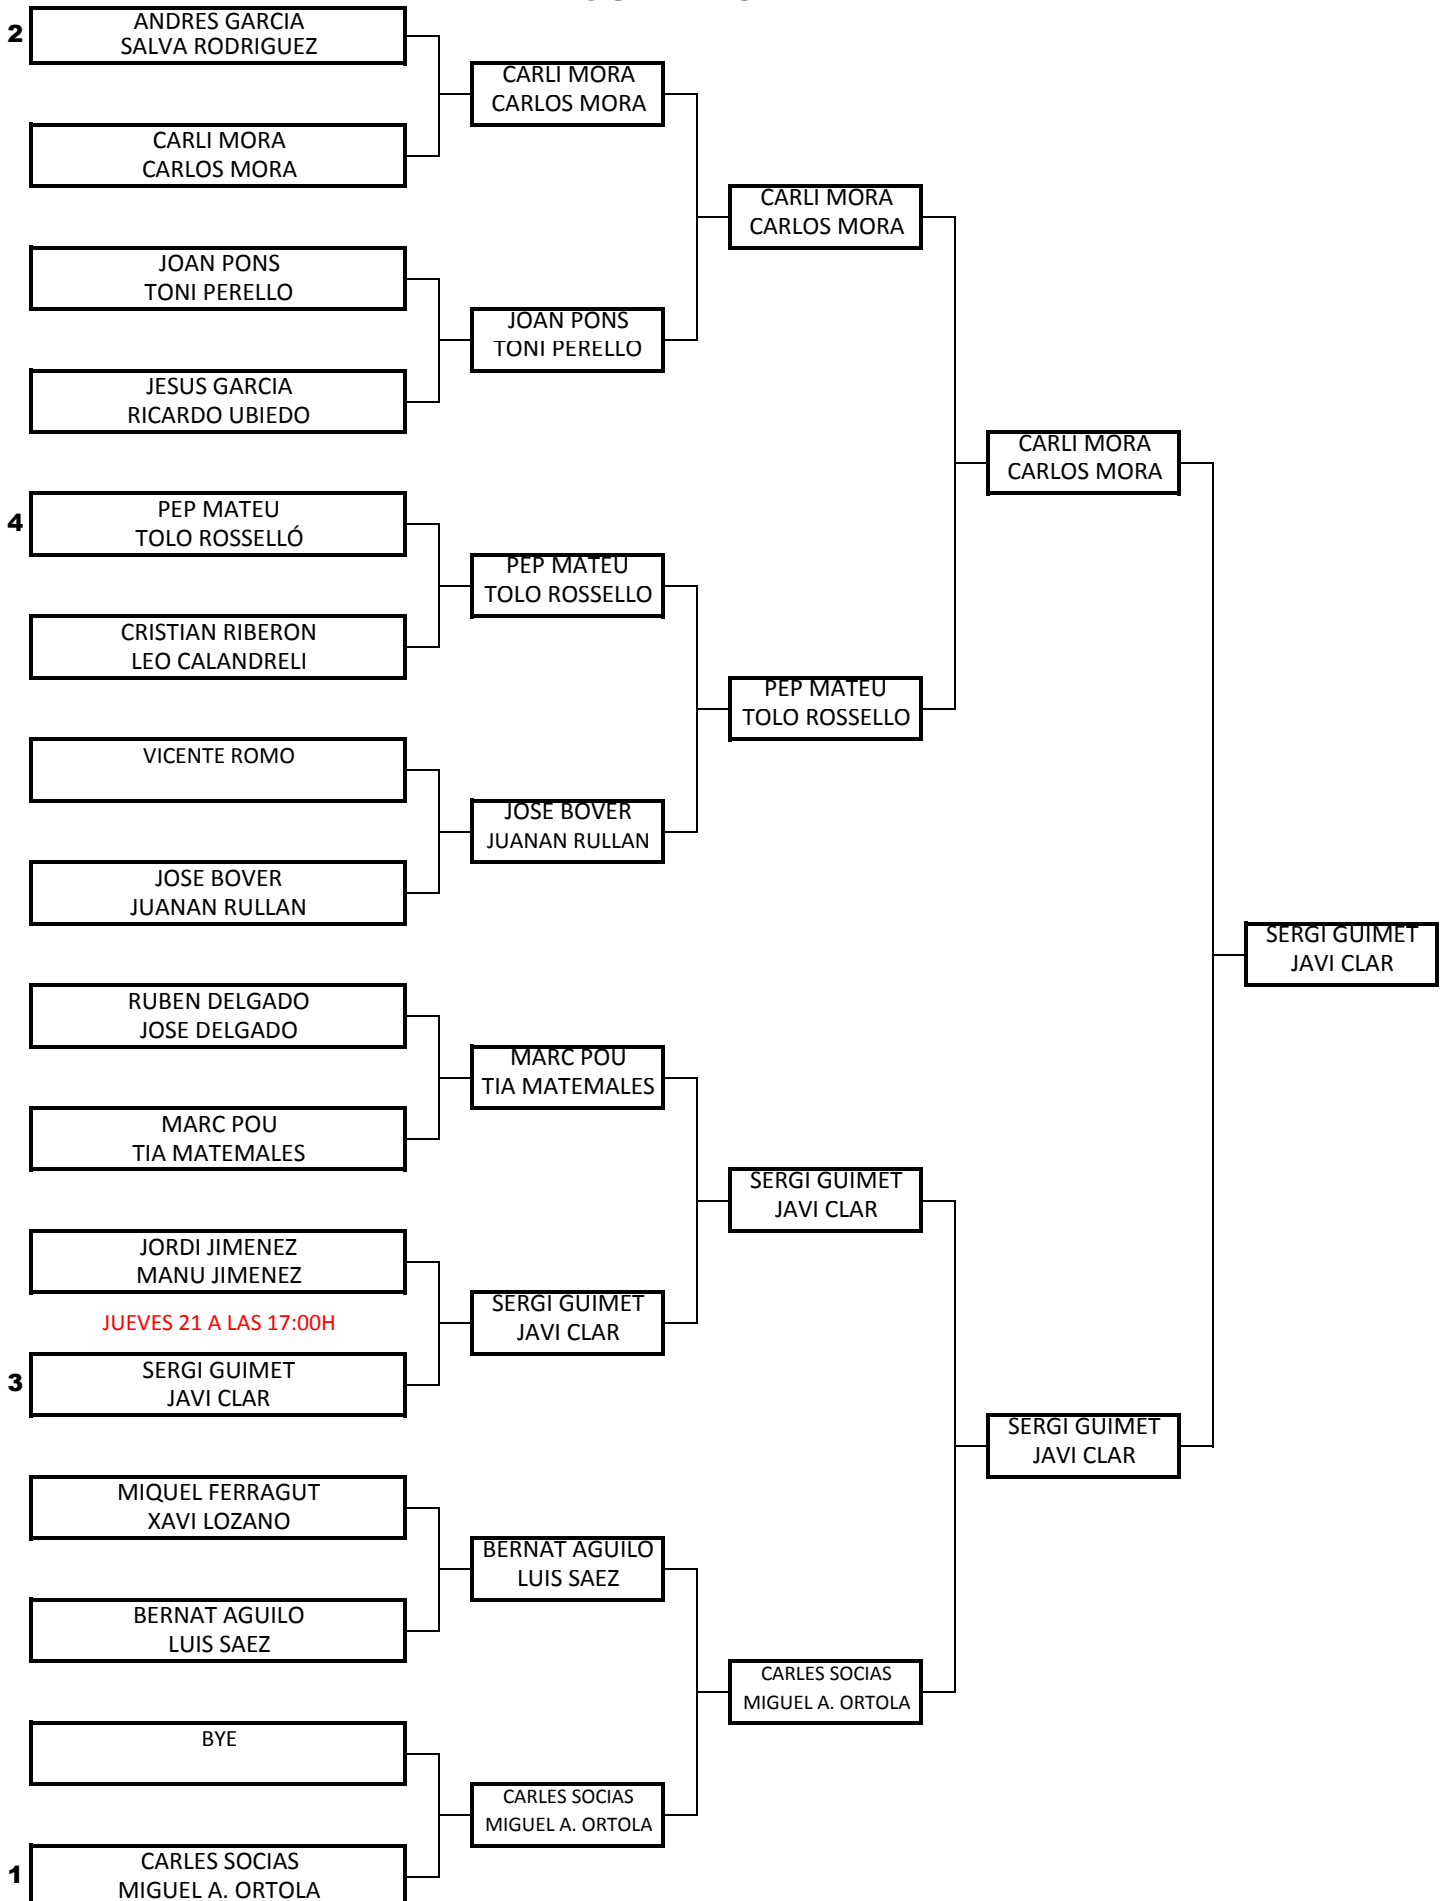 2
ANDRES GARCIA
SALVA RODRIGUEZ
CARLI MORA
CARLOS MORA
CARLI MORA
CARLOS MORA
CARLI MORA
CARLOS MORA
JOAN PONS
TONI PERELLO
JOAN PONS
TONI PERELLO
JESUS GARCIA
RICARDO UBIEDO
CARLI MORA
CARLOS MORA
4
PEP MATEU
TOLO ROSSELLÓ
PEP MATEU
TOLO ROSSELLO
CRISTIAN RIBERON
LEO CALANDRELI
PEP MATEU
TOLO ROSSELLO
VICENTE ROMO
JOSE BOVER
JUANAN RULLAN
JOSE BOVER
JUANAN RULLAN
SERGI GUIMET
JAVI CLAR
RUBEN DELGADO
JOSE DELGADO
MARC POU
TIA MATEMALES
MARC POU
TIA MATEMALES
SERGI GUIMET
JAVI CLAR
JORDI JIMENEZ
MANU JIMENEZ
SERGI GUIMET
JAVI CLAR
JUEVES 21 A LAS 17:00H
3
SERGI GUIMET
JAVI CLAR
SERGI GUIMET
JAVI CLAR
MIQUEL FERRAGUT
XAVI LOZANO
BERNAT AGUILO
LUIS SAEZ
BERNAT AGUILO
LUIS SAEZ
CARLES SOCIAS
MIGUEL A. ORTOLA
BYE
CARLES SOCIAS
MIGUEL A. ORTOLA
1
CARLES SOCIAS
MIGUEL A. ORTOLA